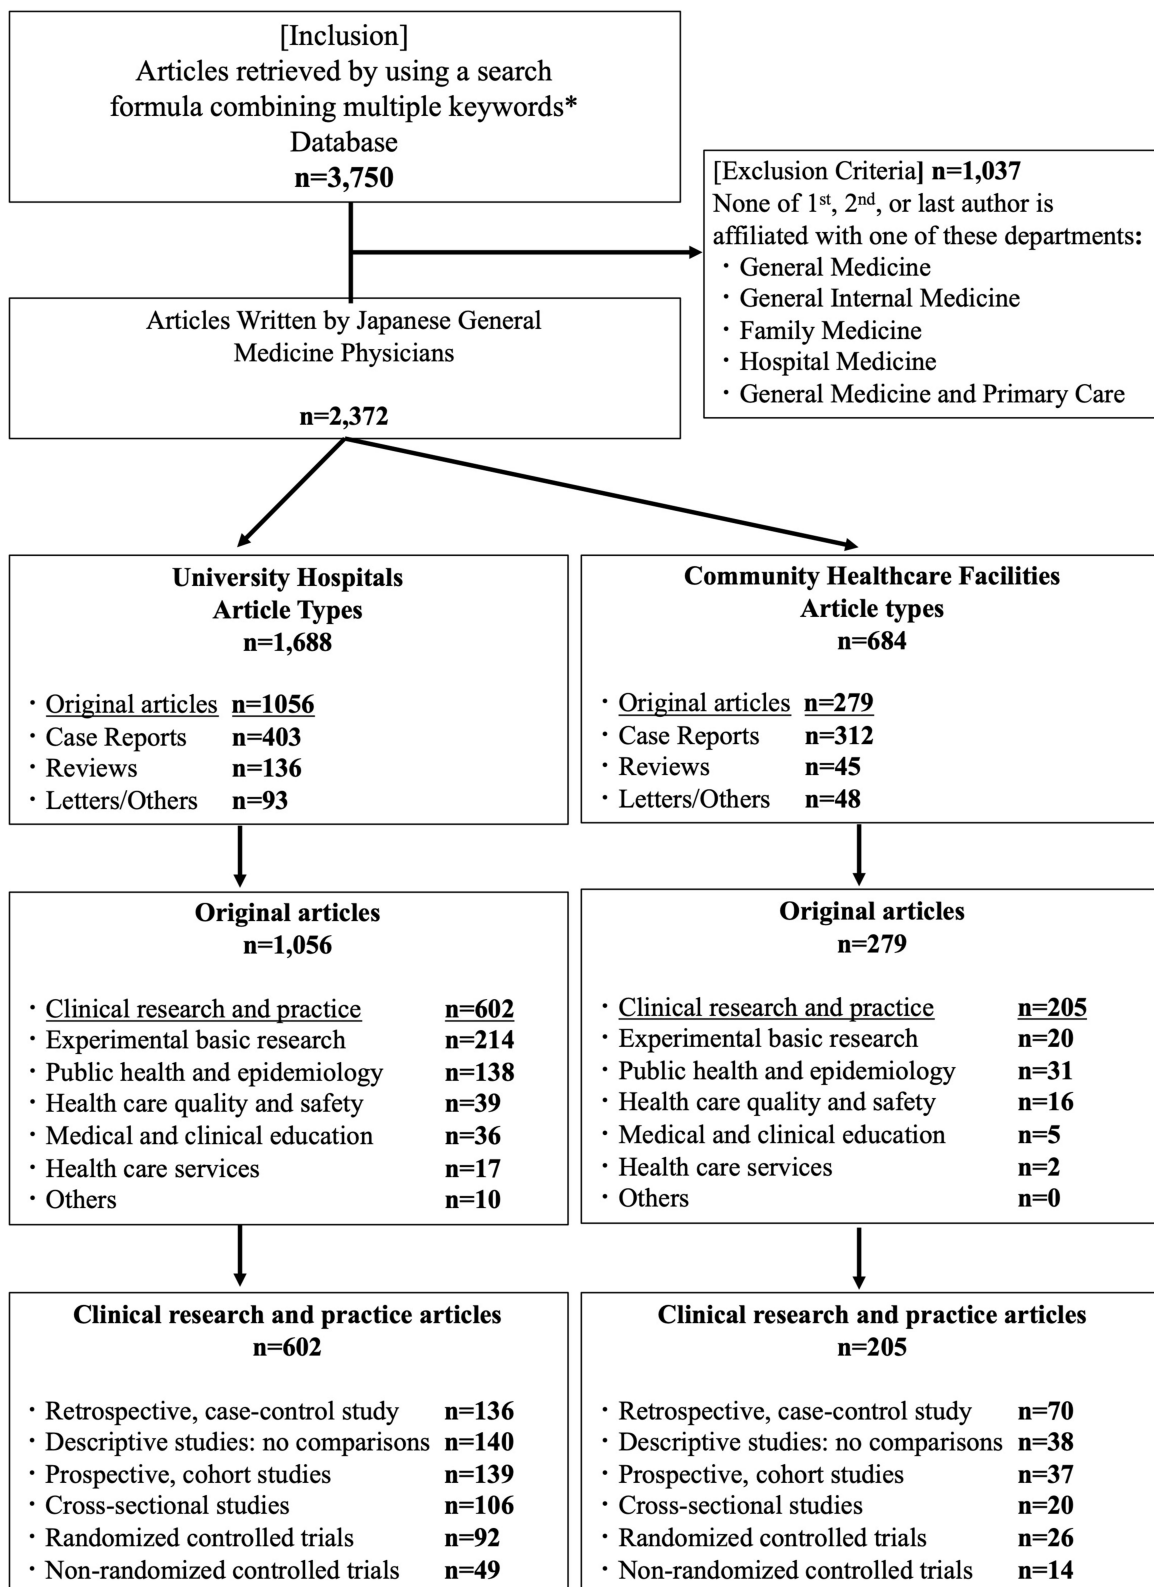 [Inclusion]
Articles retrieved by using a search
formula combining multiple keywords*
Database
n=3,750
[Exclusion Criteria] n=1,037
None of 1st, 2nd, or last author is
affiliated with one of these departments:
・General Medicine
・General Internal Medicine
・Family Medicine
・Hospital Medicine
・General Medicine and Primary Care
Articles Written by Japanese General
Medicine Physicians
n=2,372
University Hospitals
Article Types
n=1,688
・Original articles n=1056
・Case Reports n=403
・Reviews n=136
・Letters/Others n=93
Community Healthcare Facilities
Article types
n=684
・Original articles n=279
・Case Reports n=312
・Reviews n=45
・Letters/Others n=48
Original articles
n=1,056
・Clinical research and practice n=602
・Experimental basic research n=214
・Public health and epidemiology n=138
・Health care quality and safety n=39
・Medical and clinical education n=36
・Health care services n=17
・Others n=10
Original articles
n=279
・Clinical research and practice n=205
・Experimental basic research n=20
・Public health and epidemiology n=31
・Health care quality and safety n=16
・Medical and clinical education n=5
・Health care services n=2
・Others n=0
Clinical research and practice articles
n=602
・Retrospective, case-control study n=136
・Descriptive studies: no comparisons n=140
・Prospective, cohort studies n=139
・Cross-sectional studies n=106
・Randomized controlled trials n=92
・Non-randomized controlled trials n=49
Clinical research and practice articles
n=205
・Retrospective, case-control study n=70
・Descriptive studies: no comparisons n=38
・Prospective, cohort studies n=37
・Cross-sectional studies n=20
・Randomized controlled trials n=26
・Non-randomized controlled trials n=14